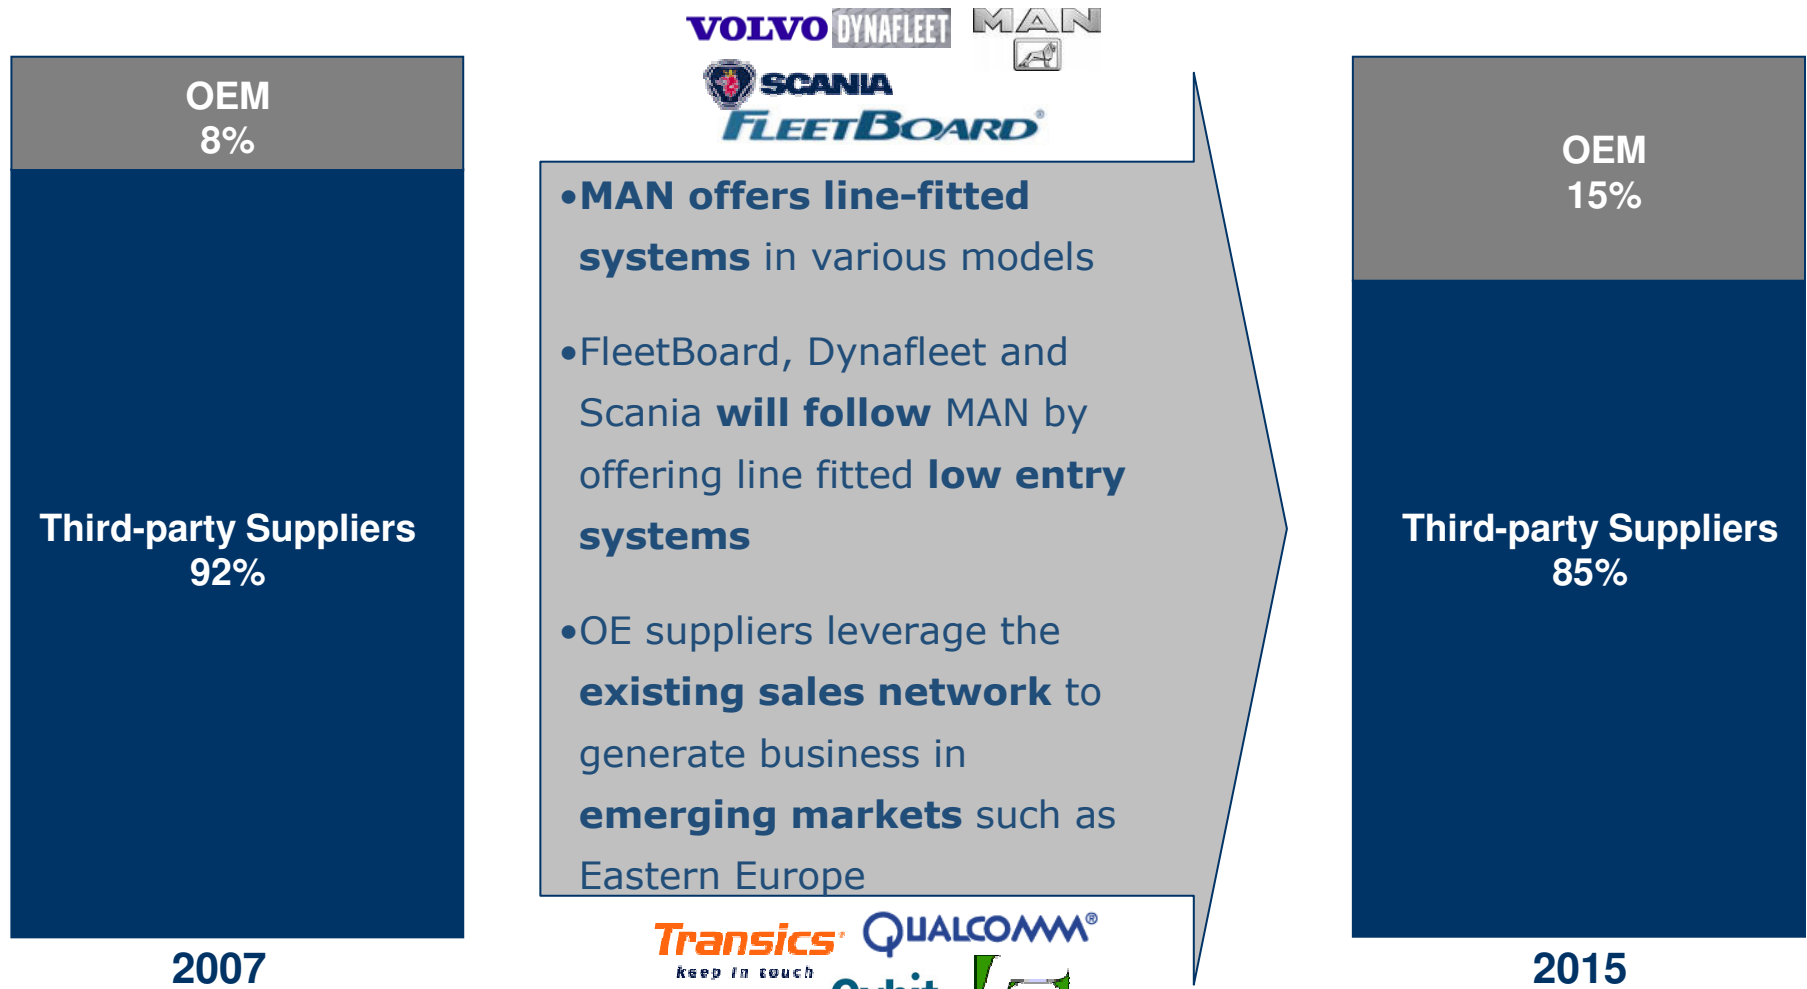 VOLVO DYNAFLEET MAN
SCANIA
FLEETBOARD®
OEM
8%
Third-party Suppliers
92%
2007
•MAN offers line-fitted
systems in various models
•FleetBoard, Dynafleet and
Scania will follow MAN by
offering line fitted low entry
systems
•OE suppliers leverage the
existing sales network to
generate business in
emerging markets such as
Eastern Europe
Transics QUALCOMM®
keep in touch
OEM
15%
Third-party Suppliers
85%
2015